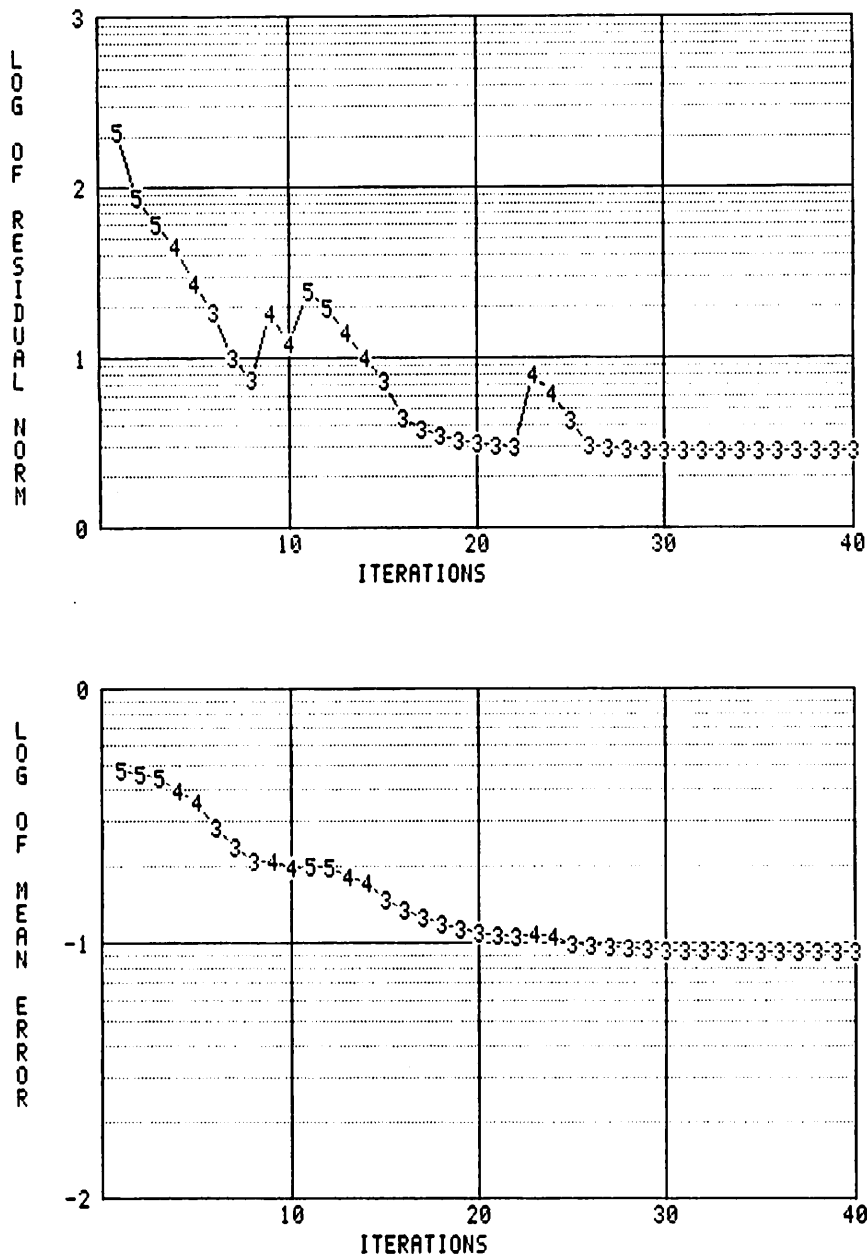 3
LOG OF RESIDUAL NORM
2
1
0
5 5 5 4 4 3 3 3 4 4 5 5 4 4 3 3 3 3 3 3 3 3 4 4 3 3 3 3 3 3 3 3 3 3 3 3 3 3 3 3
10 20 30 40
ITERATIONS
0
LOG OF MEAN ERROR
-1
-2
5 5 5 4 4 3 3 3 4 4 5 5 4 4 3 3 3 3 3 3 3 3 4 4 3 3 3 3 3 3 3 3 3 3 3 3 3 3 3 3
10 20 30 40
ITERATIONS